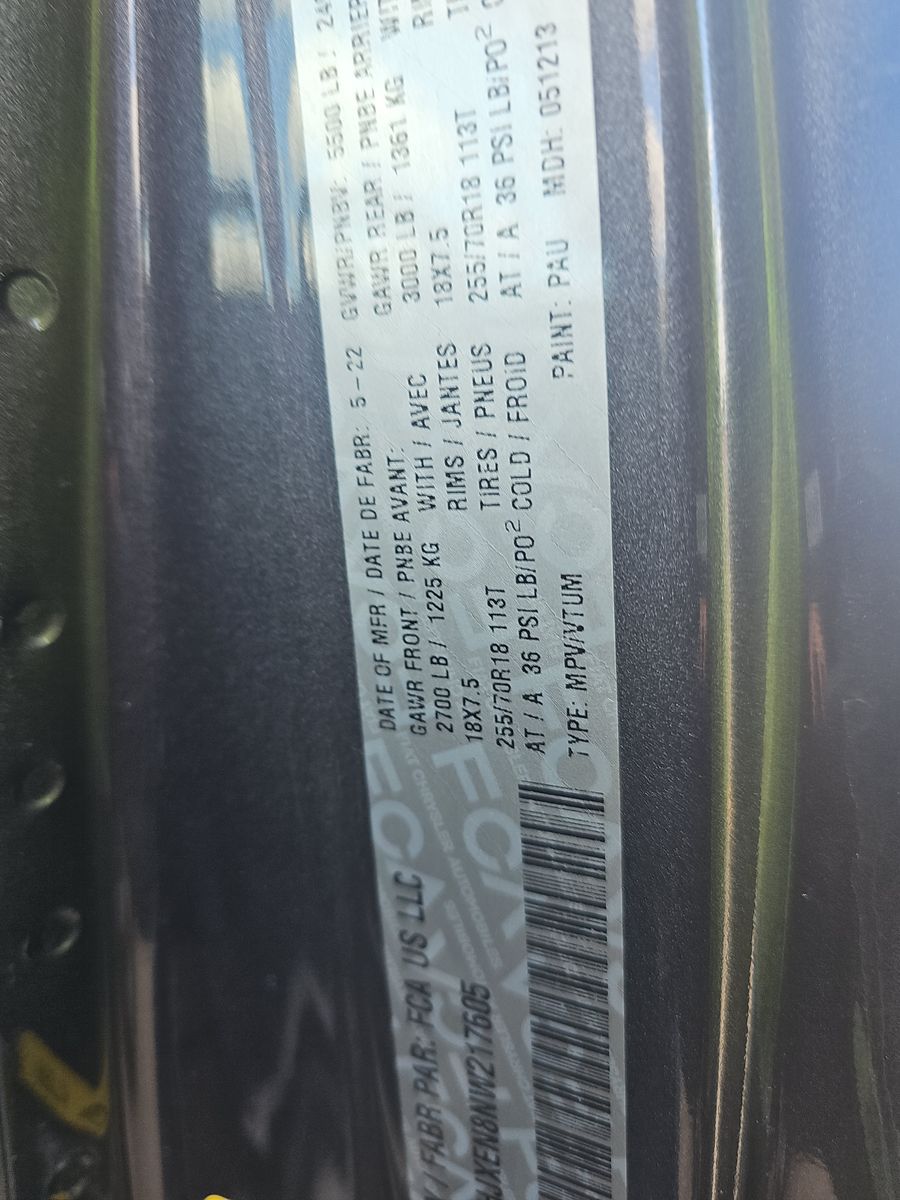 / FABR PAR: FCA US LLC
DATE OF MFR / DATE DE FABR: 5-22
GVWR/PNBV: 5500 LB /
GAWR FRONT / PNBE AVANT:
GAWR REAR / PNBE ARRIER
2700 LB / 1225 KG WITH / AVEC
3000 LB / 1361 KG
18X7.5 RIMS / JANTES 18X7.5
255/70R18 113T TIRES / PNEUS 255/70R18 113T
AT / A 36 PSI LB/PO² COLD / FROID AT / A 36 PSI LB/PO²
JXEN8NW217605
TYPE: MPV/VTUM PAINT: PAU MDH: 051213
FCA